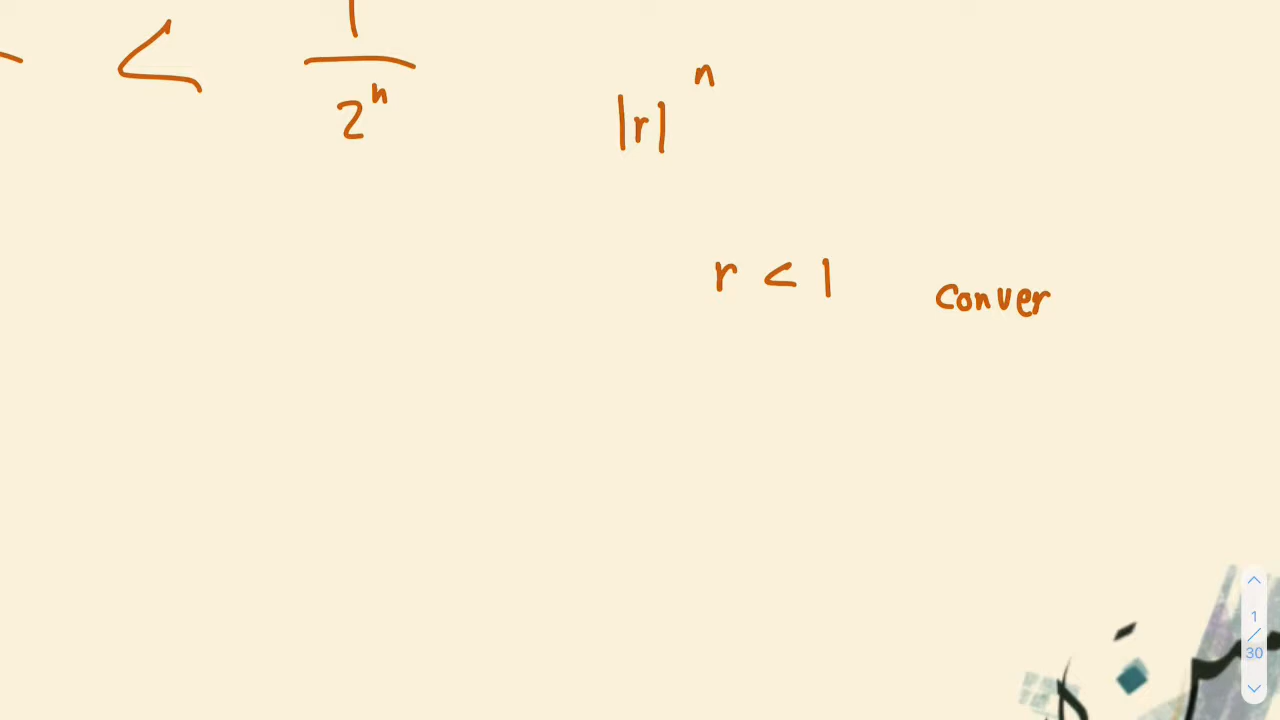 < 1/2^n
|r|^n
r < 1 conver
1
/
30